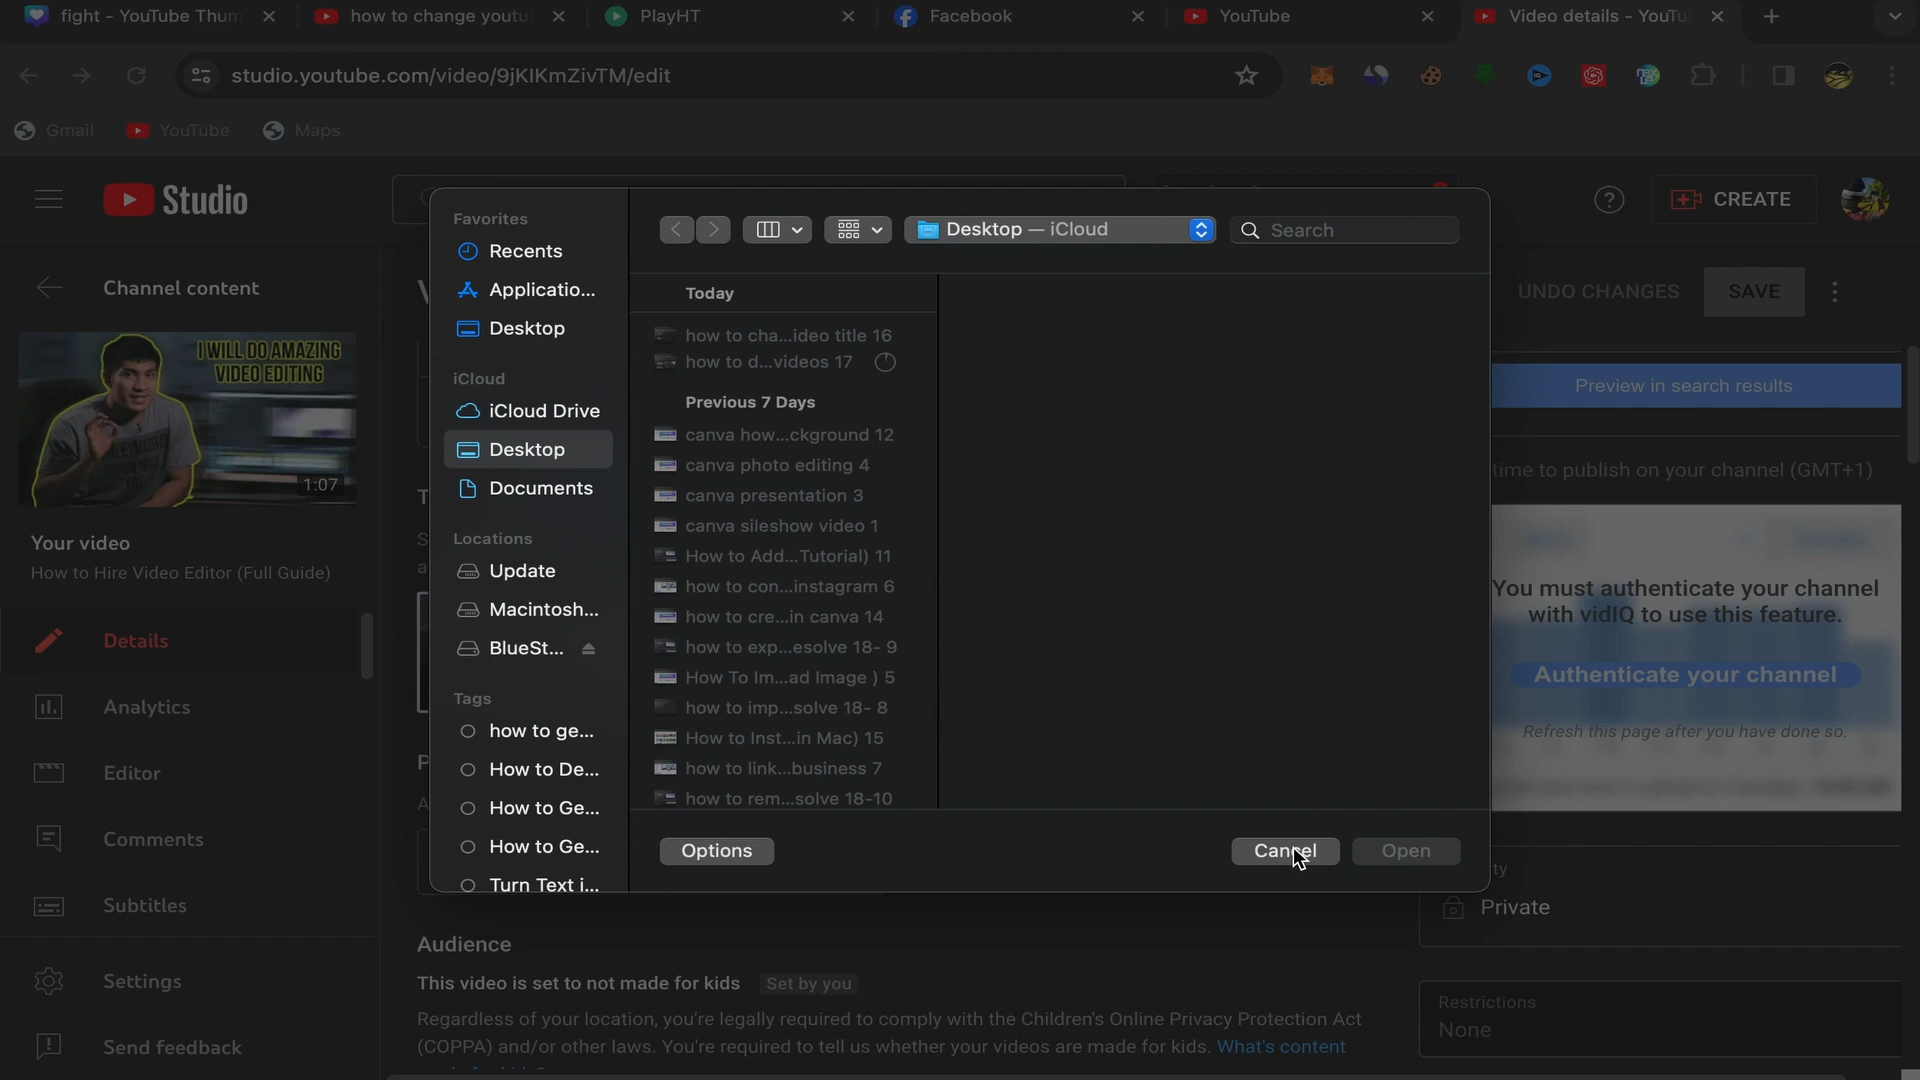 fight - YouTube Thum
how to change youtu
PlayHT
Facebook
YouTube
Video details - YouTu
studio.youtube.com/video/9jKIKmZivTM/edit
Gmail
YouTube
Maps
Studio
CREATE
Channel content
I WILL DO AMAZING
VIDEO EDITING
1:07
Your video
How to Hire Video Editor (Full Guide)
Details
Analytics
Editor
Comments
Subtitles
Settings
Send feedback
Favorites
Recents
Applicatio...
Desktop
iCloud
iCloud Drive
Desktop
Documents
Locations
Update
Macintosh...
BlueSt...
Tags
how to ge...
How to De...
How to Ge...
How to Ge...
Turn Text i...
Desktop — iCloud
Search
Today
how to cha...ideo title 16
how to d...videos 17
Previous 7 Days
canva how...ckground 12
canva photo editing 4
canva presentation 3
canva sileshow video 1
How to Add...Tutorial) 11
how to con...instagram 6
how to cre...in canva 14
how to exp...esolve 18- 9
How To Im...ad Image ) 5
how to imp...solve 18- 8
How to Inst...in Mac) 15
how to link...business 7
how to rem...solve 18-10
Options
Cancel
Open
UNDO CHANGES
SAVE
Preview in search results
time to publish on your channel (GMT+1)
You must authenticate your channel
with vidIQ to use this feature.
Authenticate your channel
Refresh this page after you have done so.
ty
Private
Restrictions
None
Audience
This video is set to not made for kids
Set by you
Regardless of your location, you're legally required to comply with the Children's Online Privacy Protection Act
(COPPA) and/or other laws. You're required to tell us whether your videos are made for kids. What's content